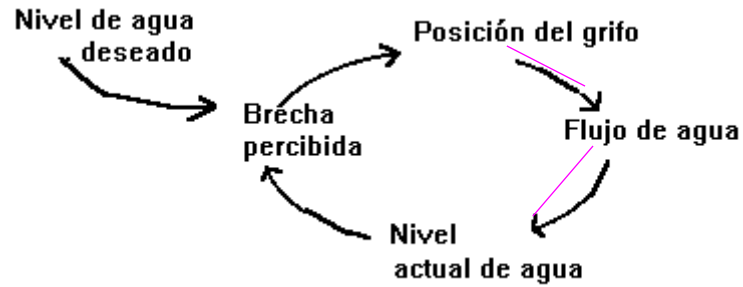 Nivel de agua
deseado
Posición del grifo
Brecha
percibida
Flujo de agua
Nivel
actual de agua